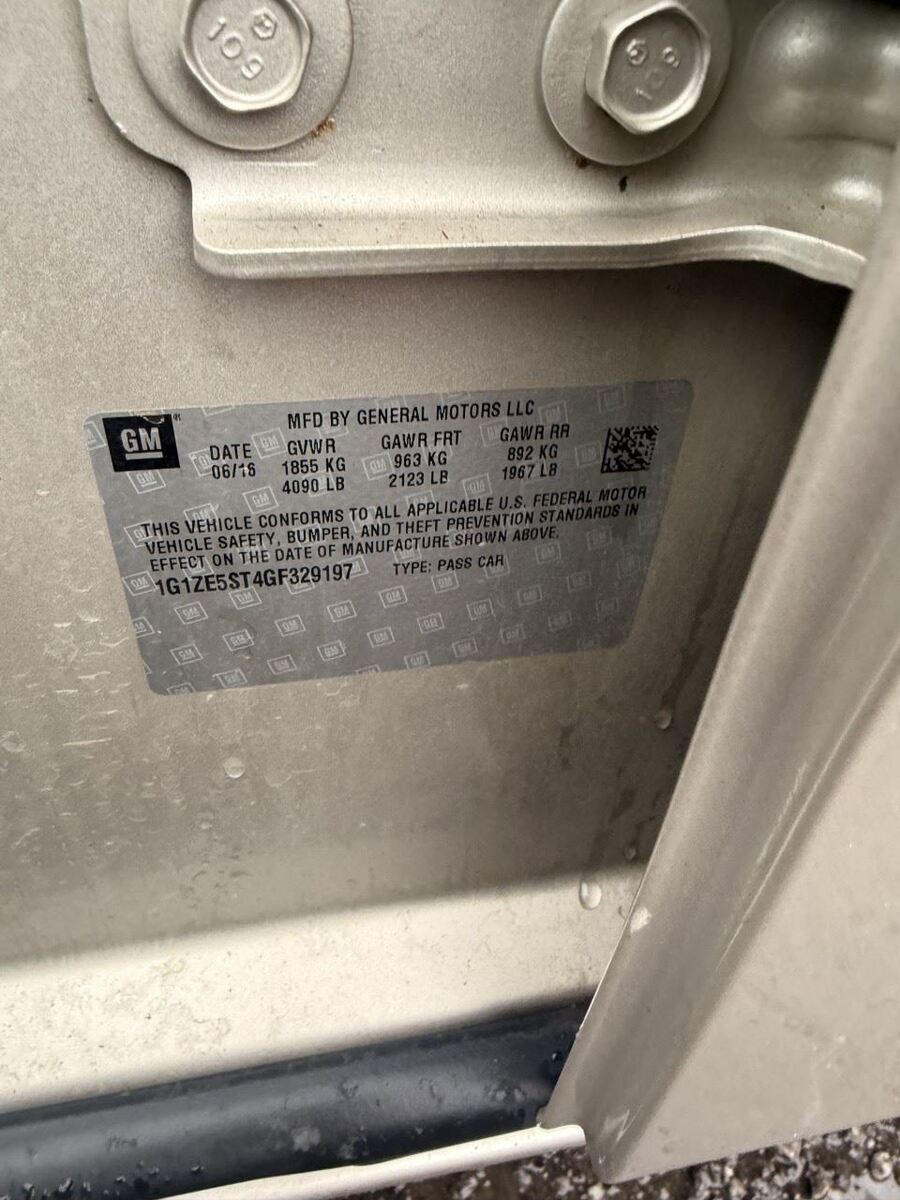 109
109
GM
MFD BY GENERAL MOTORS LLC
DATE GVWR GAWR FRT GAWR RR
06/16 1855 KG 963 KG 892 KG
4090 LB 2123 LB 1967 LB
THIS VEHICLE CONFORMS TO ALL APPLICABLE U.S. FEDERAL MOTOR
VEHICLE SAFETY, BUMPER, AND THEFT PREVENTION STANDARDS IN
EFFECT ON THE DATE OF MANUFACTURE SHOWN ABOVE.
1G1ZE5ST4GF329197 TYPE: PASS CAR